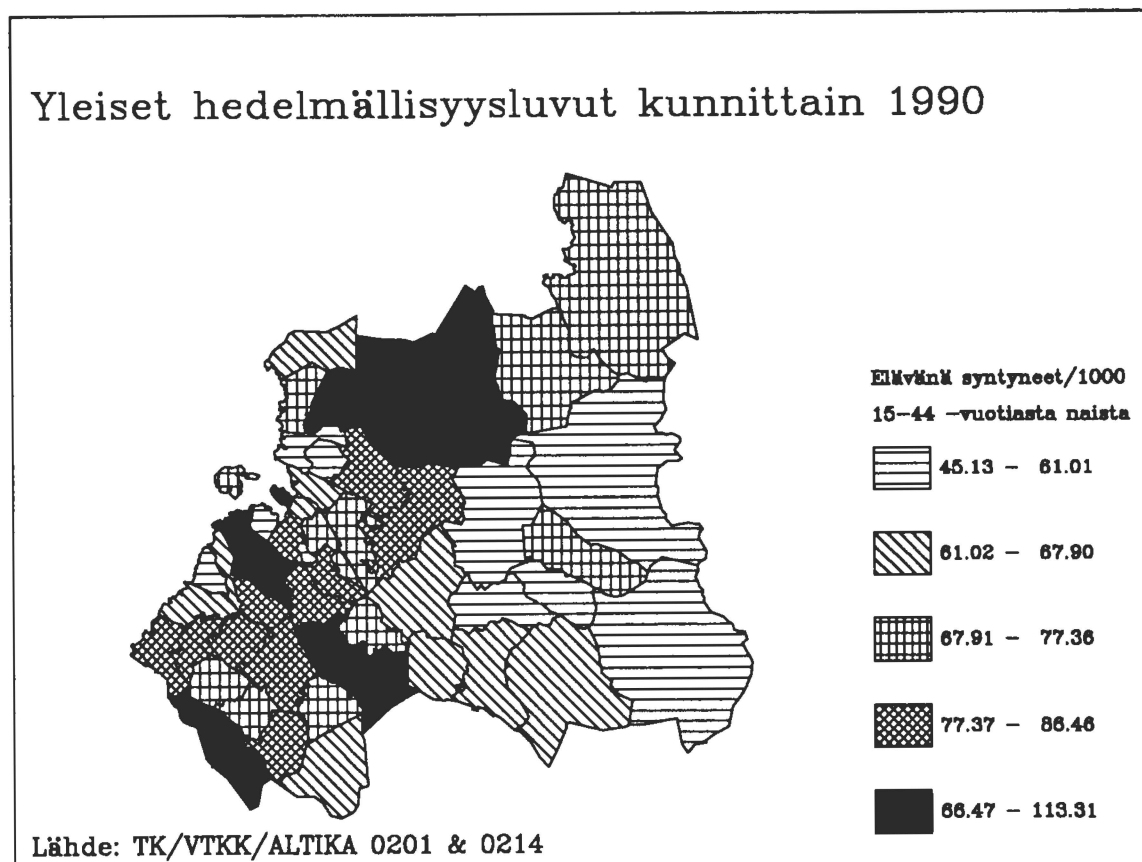 Yleiset hedelmällisyysluvut kunnittain 1990
Elävänä syntyneet/1000
15-44 -vuotiasta naista
45.13 - 61.01
61.02 - 67.90
67.91 - 77.36
77.37 - 86.46
86.47 - 113.31
Lähde: TK/VTKK/ALTIKA 0201 & 0214